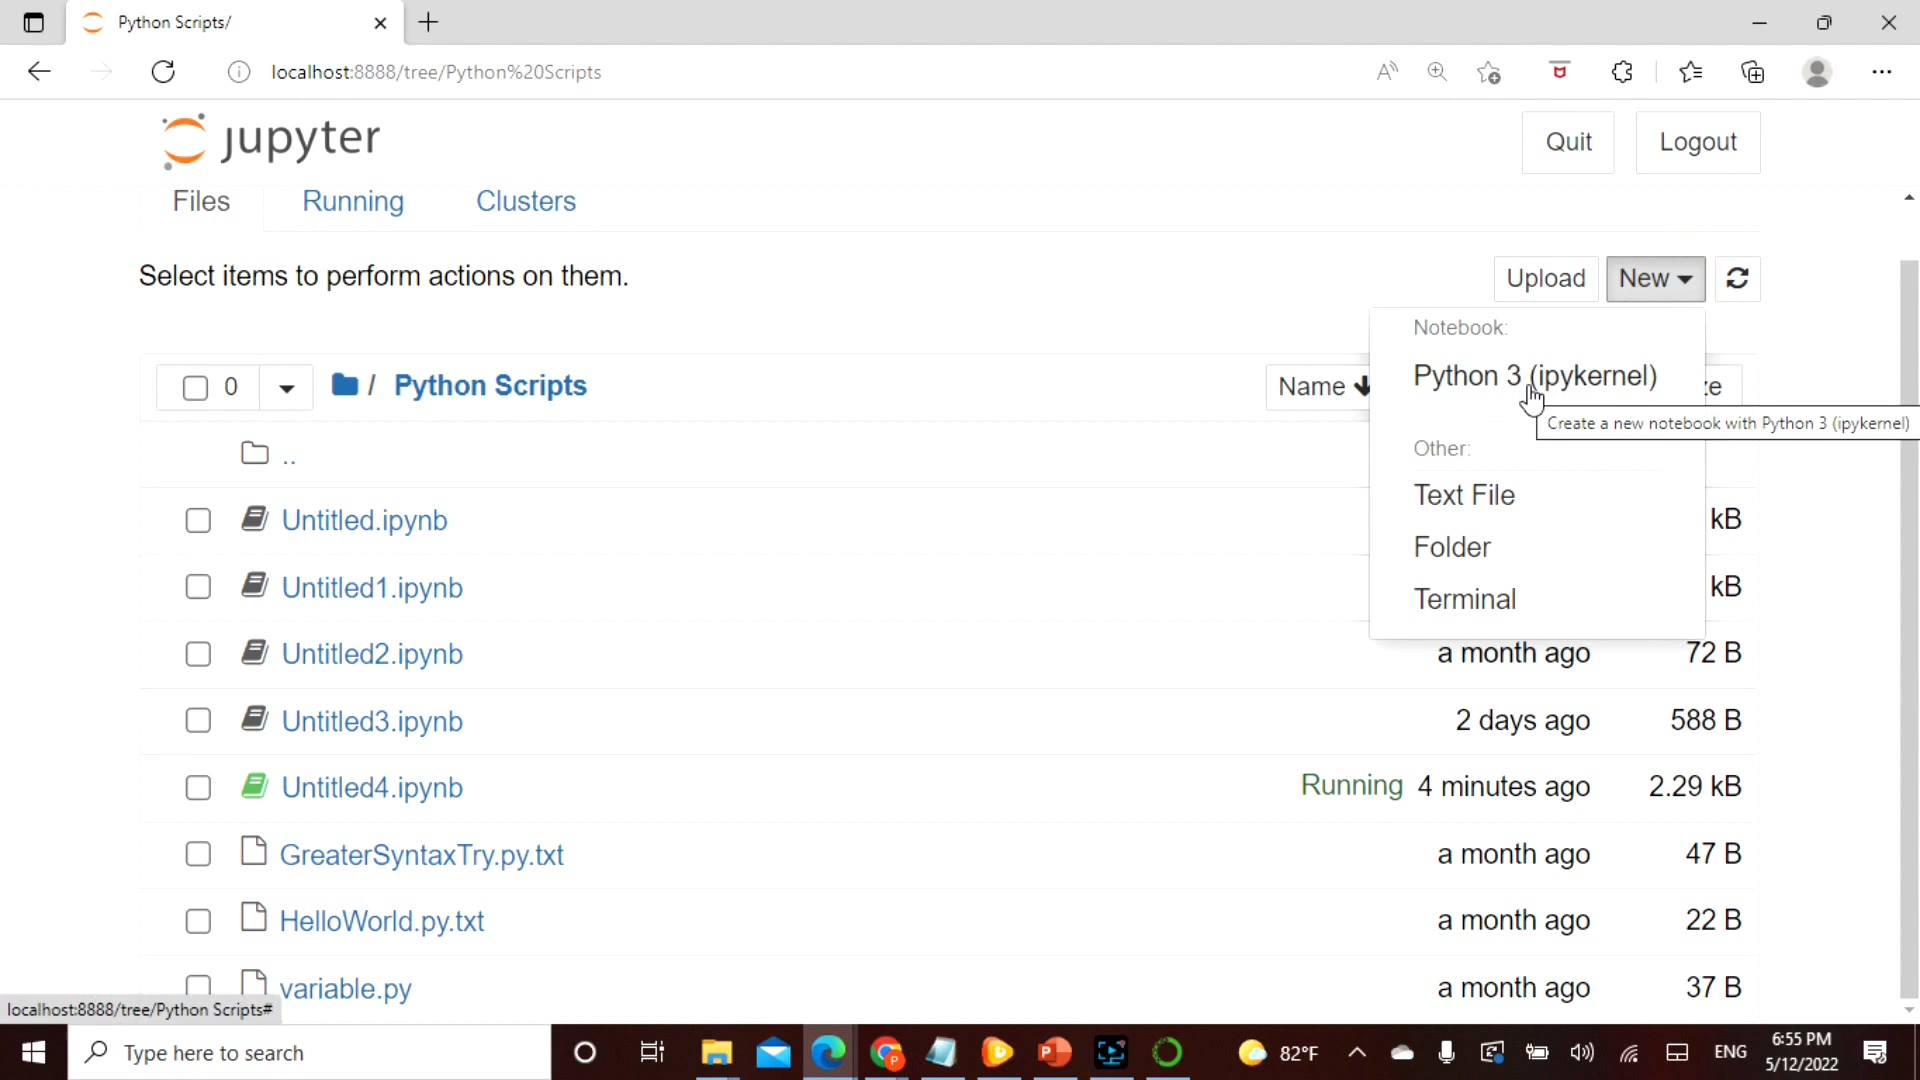 Python Scripts/
localhost:8888/tree/Python%20Scripts
jupyter
Quit
Logout
Files
Running
Clusters
Select items to perform actions on them.
Upload
New
Notebook:
Python 3 (ipykernel)
Create a new notebook with Python 3 (ipykernel)
Other:
Text File
Folder
Terminal
0
/ Python Scripts
Name
ze
..
Untitled.ipynb kB
Untitled1.ipynb kB
Untitled2.ipynb a month ago 72 B
Untitled3.ipynb 2 days ago 588 B
Untitled4.ipynb Running 4 minutes ago 2.29 kB
GreaterSyntaxTry.py.txt a month ago 47 B
HelloWorld.py.txt a month ago 22 B
variable.py a month ago 37 B
localhost:8888/tree/Python Scripts#
Type here to search
82°F
ENG
6:55 PM
5/12/2022